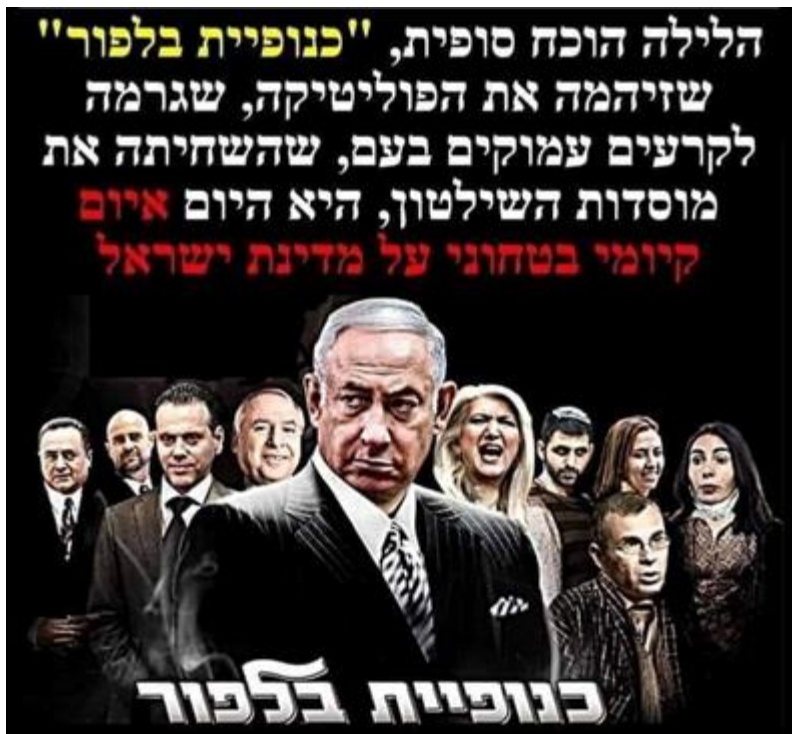 הלילה הוכח סופית, "כנופיית בלפור"
שזיהמה את הפוליטיקה, שגרמה
לקרעים עמוקים בעם, שהשחיתה את
מוסדות השילטון, היא היום איום
קיומי בטחוני על מדינת ישראל
כנופיית בלפור